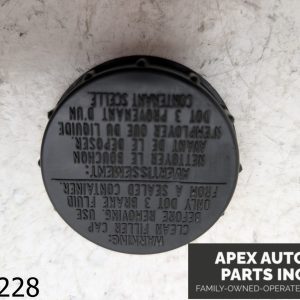 WARNING:
CLEAN FILLER CAP
BEFORE REMOVING. USE
ONLY DOT 3 BRAKE FLUID
FROM A SEALED CONTAINER.
AVERTISSEMENT:
NETTOYER LE BOUCHON
AVANT DE LE DEPOSER.
N'EMPLOYER QUE DU LIQUIDE
DOT 3 PROVENANT D'UN
CONTENANT SCELLE
228
APEX AUTO
PARTS INC
FAMILY-OWNED-OPERATE